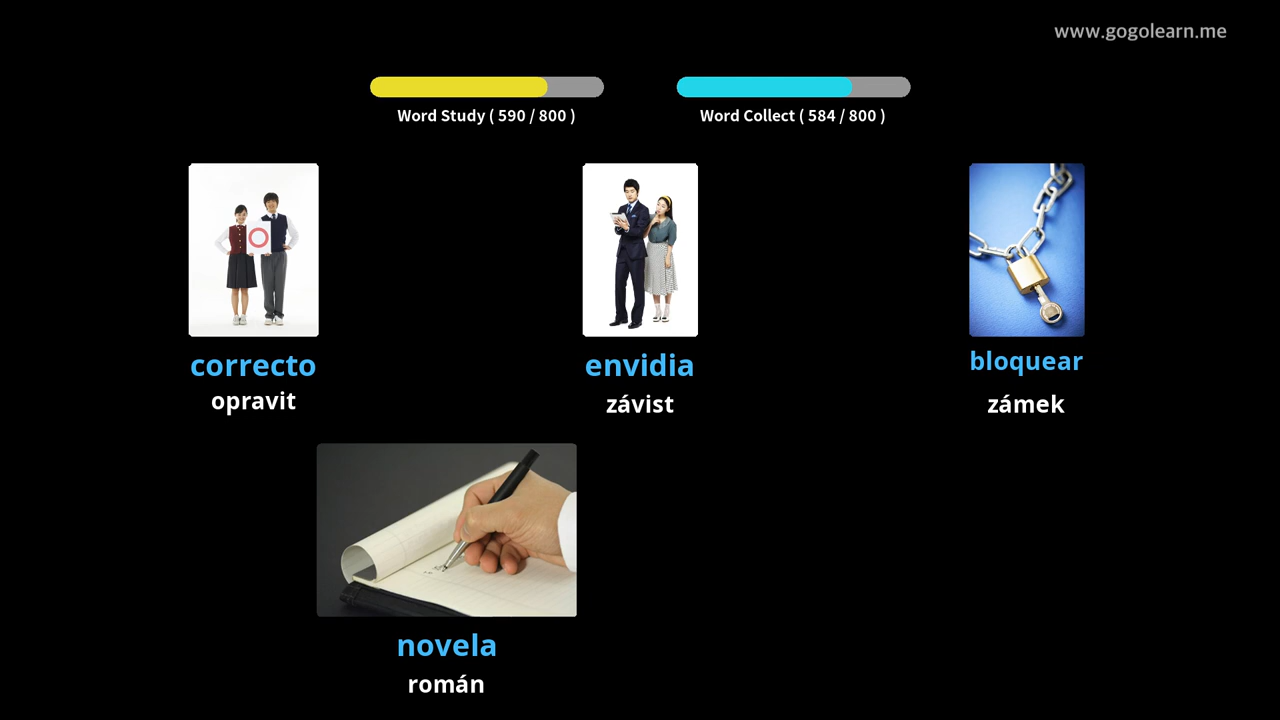 www.gogolearn.me
Word Study ( 590 / 800 )
Word Collect ( 584 / 800 )
correcto
opravit
envidia
závist
bloquear
zámek
novela
román